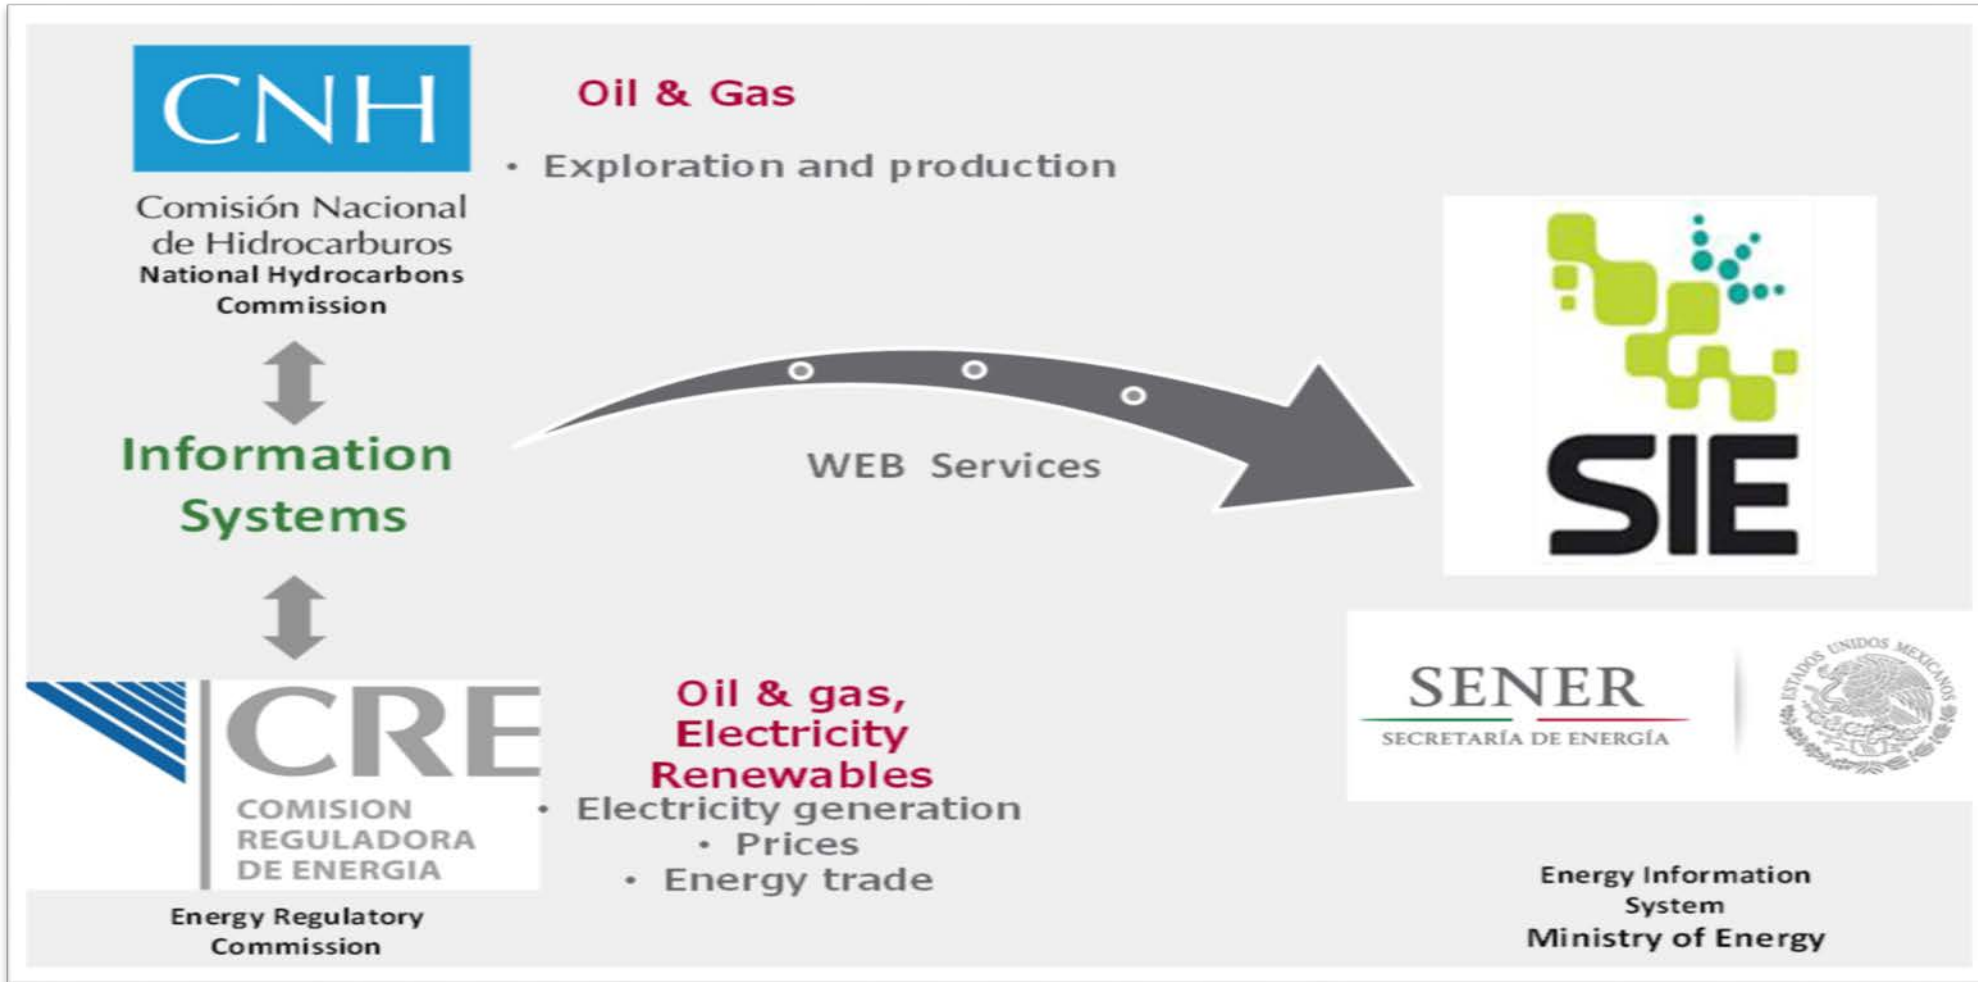 CNH
Comisión Nacional
de Hidrocarburos
National Hydrocarbons
Commission
Oil & Gas
• Exploration and production
Information
Systems
WEB Services
SIE
CRE
COMISION
REGULADORA
DE ENERGIA
Energy Regulatory
Commission
Oil & gas,
Electricity
Renewables
• Electricity generation
• Prices
• Energy trade
SENER
SECRETARÍA DE ENERGÍA
ESTADOS UNIDOS MEXICANOS
Energy Information
System
Ministry of Energy